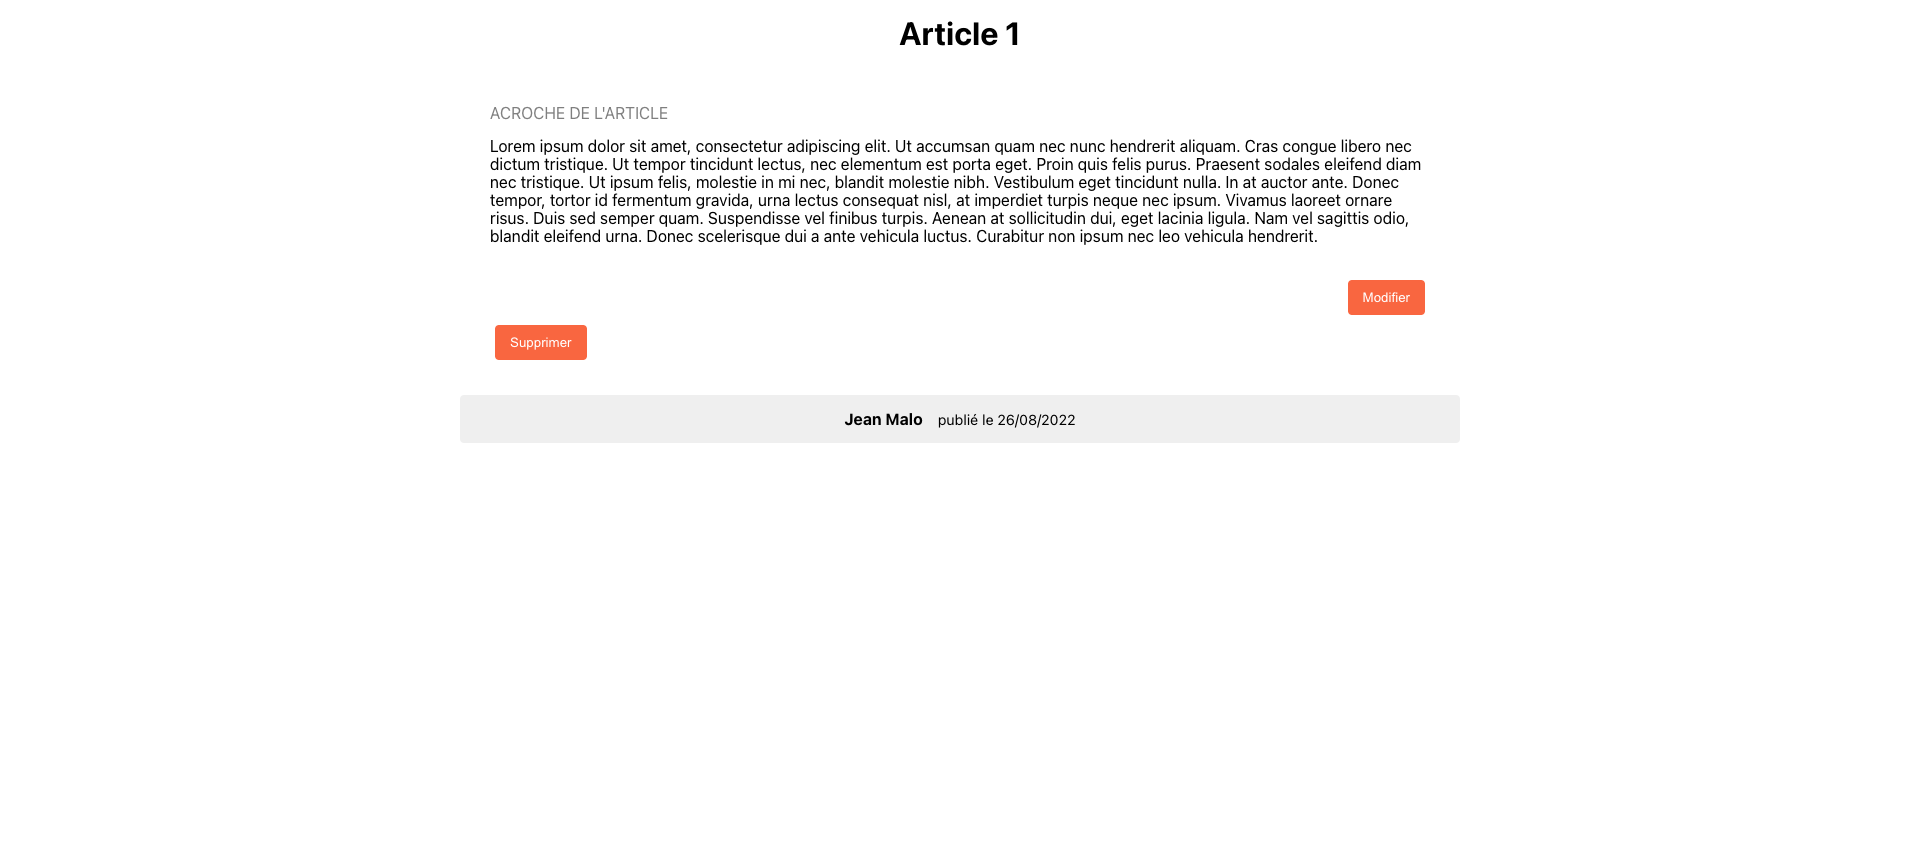 Article 1
ACROCHE DE L'ARTICLE
Lorem ipsum dolor sit amet, consectetur adipiscing elit. Ut accumsan quam nec nunc hendrerit aliquam. Cras congue libero nec
dictum tristique. Ut tempor tincidunt lectus, nec elementum est porta eget. Proin quis felis purus. Praesent sodales eleifend diam
nec tristique. Ut ipsum felis, molestie in mi nec, blandit molestie nibh. Vestibulum eget tincidunt nulla. In at auctor ante. Donec
tempor, tortor id fermentum gravida, urna lectus consequat nisl, at imperdiet turpis neque nec ipsum. Vivamus laoreet ornare
risus. Duis sed semper quam. Suspendisse vel finibus turpis. Aenean at sollicitudin dui, eget lacinia ligula. Nam vel sagittis odio,
blandit eleifend urna. Donec scelerisque dui a ante vehicula luctus. Curabitur non ipsum nec leo vehicula hendrerit.
Modifier
Supprimer
Jean Malo publié le 26/08/2022